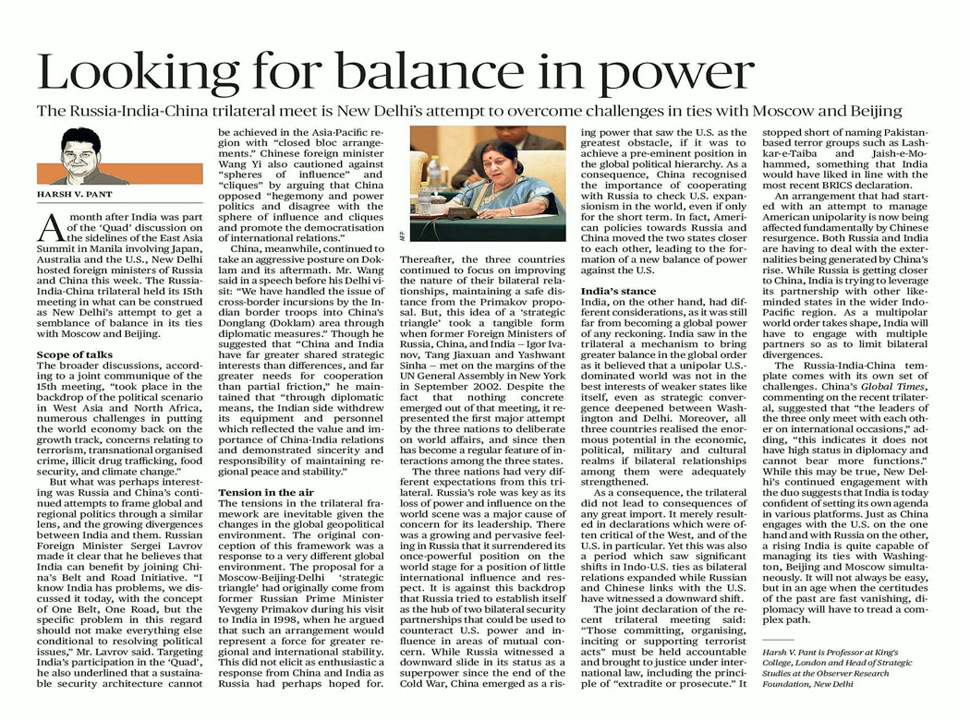 Looking for balance in power
The Russia-India-China trilateral meet is New Delhi's attempt to overcome challenges in ties with Moscow and Beijing
HARSH V. PANT
A month after India was part
of the 'Quad' discussion on
the sidelines of the East Asia
Summit in Manila involving Japan,
Australia and the U.S., New Delhi
hosted foreign ministers of Russia
and China this week. The Russia-
India-China trilateral held its 15th
meeting in what can be construed
as New Delhi's attempt to get a
semblance of balance in its ties
with Moscow and Beijing.
Scope of talks
The broader discussions, accord-
ing to a joint communique of the
15th meeting, "took place in the
backdrop of the political scenario
in West Asia and North Africa,
numerous challenges in putting
the world economy back on the
growth track, concerns relating to
terrorism, transnational organised
crime, illicit drug trafficking, food
security, and climate change."
But what was perhaps interest-
ing was Russia and China's conti-
nued attempts to frame global and
regional politics through a similar
lens, and the growing divergences
between India and them. Russian
Foreign Minister Sergei Lavrov
made it clear that he believes that
India can benefit by joining Chi-
na's Belt and Road Initiative. "I
know India has problems, we dis-
cussed it today, with the concept
of One Belt, One Road, but the
specific problem in this regard
should not make everything else
conditional to resolving political
issues," Mr. Lavrov said. Targeting
India's participation in the 'Quad',
he also underlined that a sustaina-
ble security architecture cannot
be achieved in the Asia-Pacific re-
gion with "closed bloc arrange-
ments." Chinese foreign minister
Wang Yi also cautioned against
"spheres of influence" and
"cliques" by arguing that China
opposed "hegemony and power
politics and disagree with the
sphere of influence and cliques
and promote the democratisation
of international relations."
China, meanwhile, continued to
take an aggressive posture on Dok-
lam and its aftermath. Mr. Wang
said in a speech before his Delhi vi-
sit: "We have handled the issue of
cross-border incursions by the In-
dian border troops into China's
Donglang (Doklam) area through
diplomatic measures." Though he
suggested that "China and India
have far greater shared strategic
interests than differences, and far
greater needs for cooperation
than partial friction," he main-
tained that "through diplomatic
means, the Indian side withdrew
its equipment and personnel
which reflected the value and im-
portance of China-India relations
and demonstrated sincerity and
responsibility of maintaining re-
gional peace and stability."
Tension in the air
The tensions in the trilateral fra-
mework are inevitable given the
changes in the global geopolitical
environment. The original con-
ception of this framework was a
response to a very different global
environment. The proposal for a
Moscow-Beijing-Delhi 'strategic
triangle' had originally come from
former Russian Prime Minister
Yevgeny Primakov during his visit
to India in 1998, when he argued
that such an arrangement would
represent a force for greater re-
gional and international stability.
This did not elicit as enthusiastic a
response from China and India as
Russia had perhaps hoped for.
AFP
Thereafter, the three countries
continued to focus on improving
the nature of their bilateral rela-
tionships, maintaining a safe dis-
tance from the Primakov propo-
sal. But, this idea of a 'strategic
triangle' took a tangible form
when former Foreign Ministers of
Russia, China, and India – Igor Iva-
nov, Tang Jiaxuan and Yashwant
Sinha – met on the margins of the
UN General Assembly in New York
in September 2002. Despite the
fact that nothing concrete
emerged out of that meeting, it re-
presented the first major attempt
by the three nations to deliberate
on world affairs, and since then
has become a regular feature of in-
teractions among the three states.
The three nations had very dif-
ferent expectations from this tri-
lateral. Russia's role was key as its
loss of power and influence on the
world scene was a major cause of
concern for its leadership. There
was a growing and pervasive feel-
ing in Russia that it surrendered its
once-powerful position on the
world stage for a position of little
international influence and res-
pect. It is against this backdrop
that Russia tried to establish itself
as the hub of two bilateral security
partnerships that could be used to
counteract U.S. power and in-
fluence in areas of mutual con-
cern. While Russia witnessed a
downward slide in its status as a
superpower since the end of the
Cold War, China emerged as a ris-
ing power that saw the U.S. as the
greatest obstacle, if it was to
achieve a pre-eminent position in
the global political hierarchy. As a
consequence, China recognised
the importance of cooperating
with Russia to check U.S. expan-
sionism in the world, even if only
for the short term. In fact, Ameri-
can policies towards Russia and
China moved the two states closer
to each other, leading to the for-
mation of a new balance of power
against the U.S.
India's stance
India, on the other hand, had dif-
ferent considerations, as it was still
far from becoming a global power
of any reckoning. India saw in the
trilateral a mechanism to bring
greater balance in the global order
as it believed that a unipolar U.S.-
dominated world was not in the
best interests of weaker states like
itself, even as strategic conver-
gence deepened between Wash-
ington and Delhi. Moreover, all
three countries realised the enor-
mous potential in the economic,
political, military and cultural
realms if bilateral relationships
among them were adequately
strengthened.
As a consequence, the trilateral
did not lead to consequences of
any great import. It merely result-
ed in declarations which were of-
ten critical of the West, and of the
U.S. in particular. Yet this was also
a period which saw significant
shifts in Indo-U.S. ties as bilateral
relations expanded while Russian
and Chinese links with the U.S.
have witnessed a downward shift.
The joint declaration of the re-
cent trilateral meeting said:
"Those committing, organising,
inciting or supporting terrorist
acts" must be held accountable
and brought to justice under inter-
national law, including the princi-
ple of "extradite or prosecute." It
stopped short of naming Pakistan-
based terror groups such as Lash-
kar-e-Taiba and Jaish-e-Mo-
hammed, something that India
would have liked in line with the
most recent BRICS declaration.
An arrangement that had start-
ed with an attempt to manage
American unipolarity is now being
affected fundamentally by Chinese
resurgence. Both Russia and India
are having to deal with the exter-
nalities being generated by China's
rise. While Russia is getting closer
to China, India is trying to leverage
its partnership with other like-
minded states in the wider Indo-
Pacific region. As a multipolar
world order takes shape, India will
have to engage with multiple
partners so as to limit bilateral
divergences.
The Russia-India-China tem-
plate comes with its own set of
challenges. China's Global Times,
commenting on the recent trilater-
al, suggested that "the leaders of
the three only meet with each oth-
er on international occasions," ad-
ding, "this indicates it does not
have high status in diplomacy and
cannot bear more functions."
While this may be true, New Del-
hi's continued engagement with
the duo suggests that India is today
confident of setting its own agenda
in various platforms. Just as China
engages with the U.S. on the one
hand and with Russia on the other,
a rising India is quite capable of
managing its ties with Washing-
ton, Beijing and Moscow simulta-
neously. It will not always be easy,
but in an age when the certitudes
of the past are fast vanishing, di-
plomacy will have to tread a com-
plex path.
Harsh V. Pant is Professor at King's
College, London and Head of Strategic
Studies at the Observer Research
Foundation, New Delhi